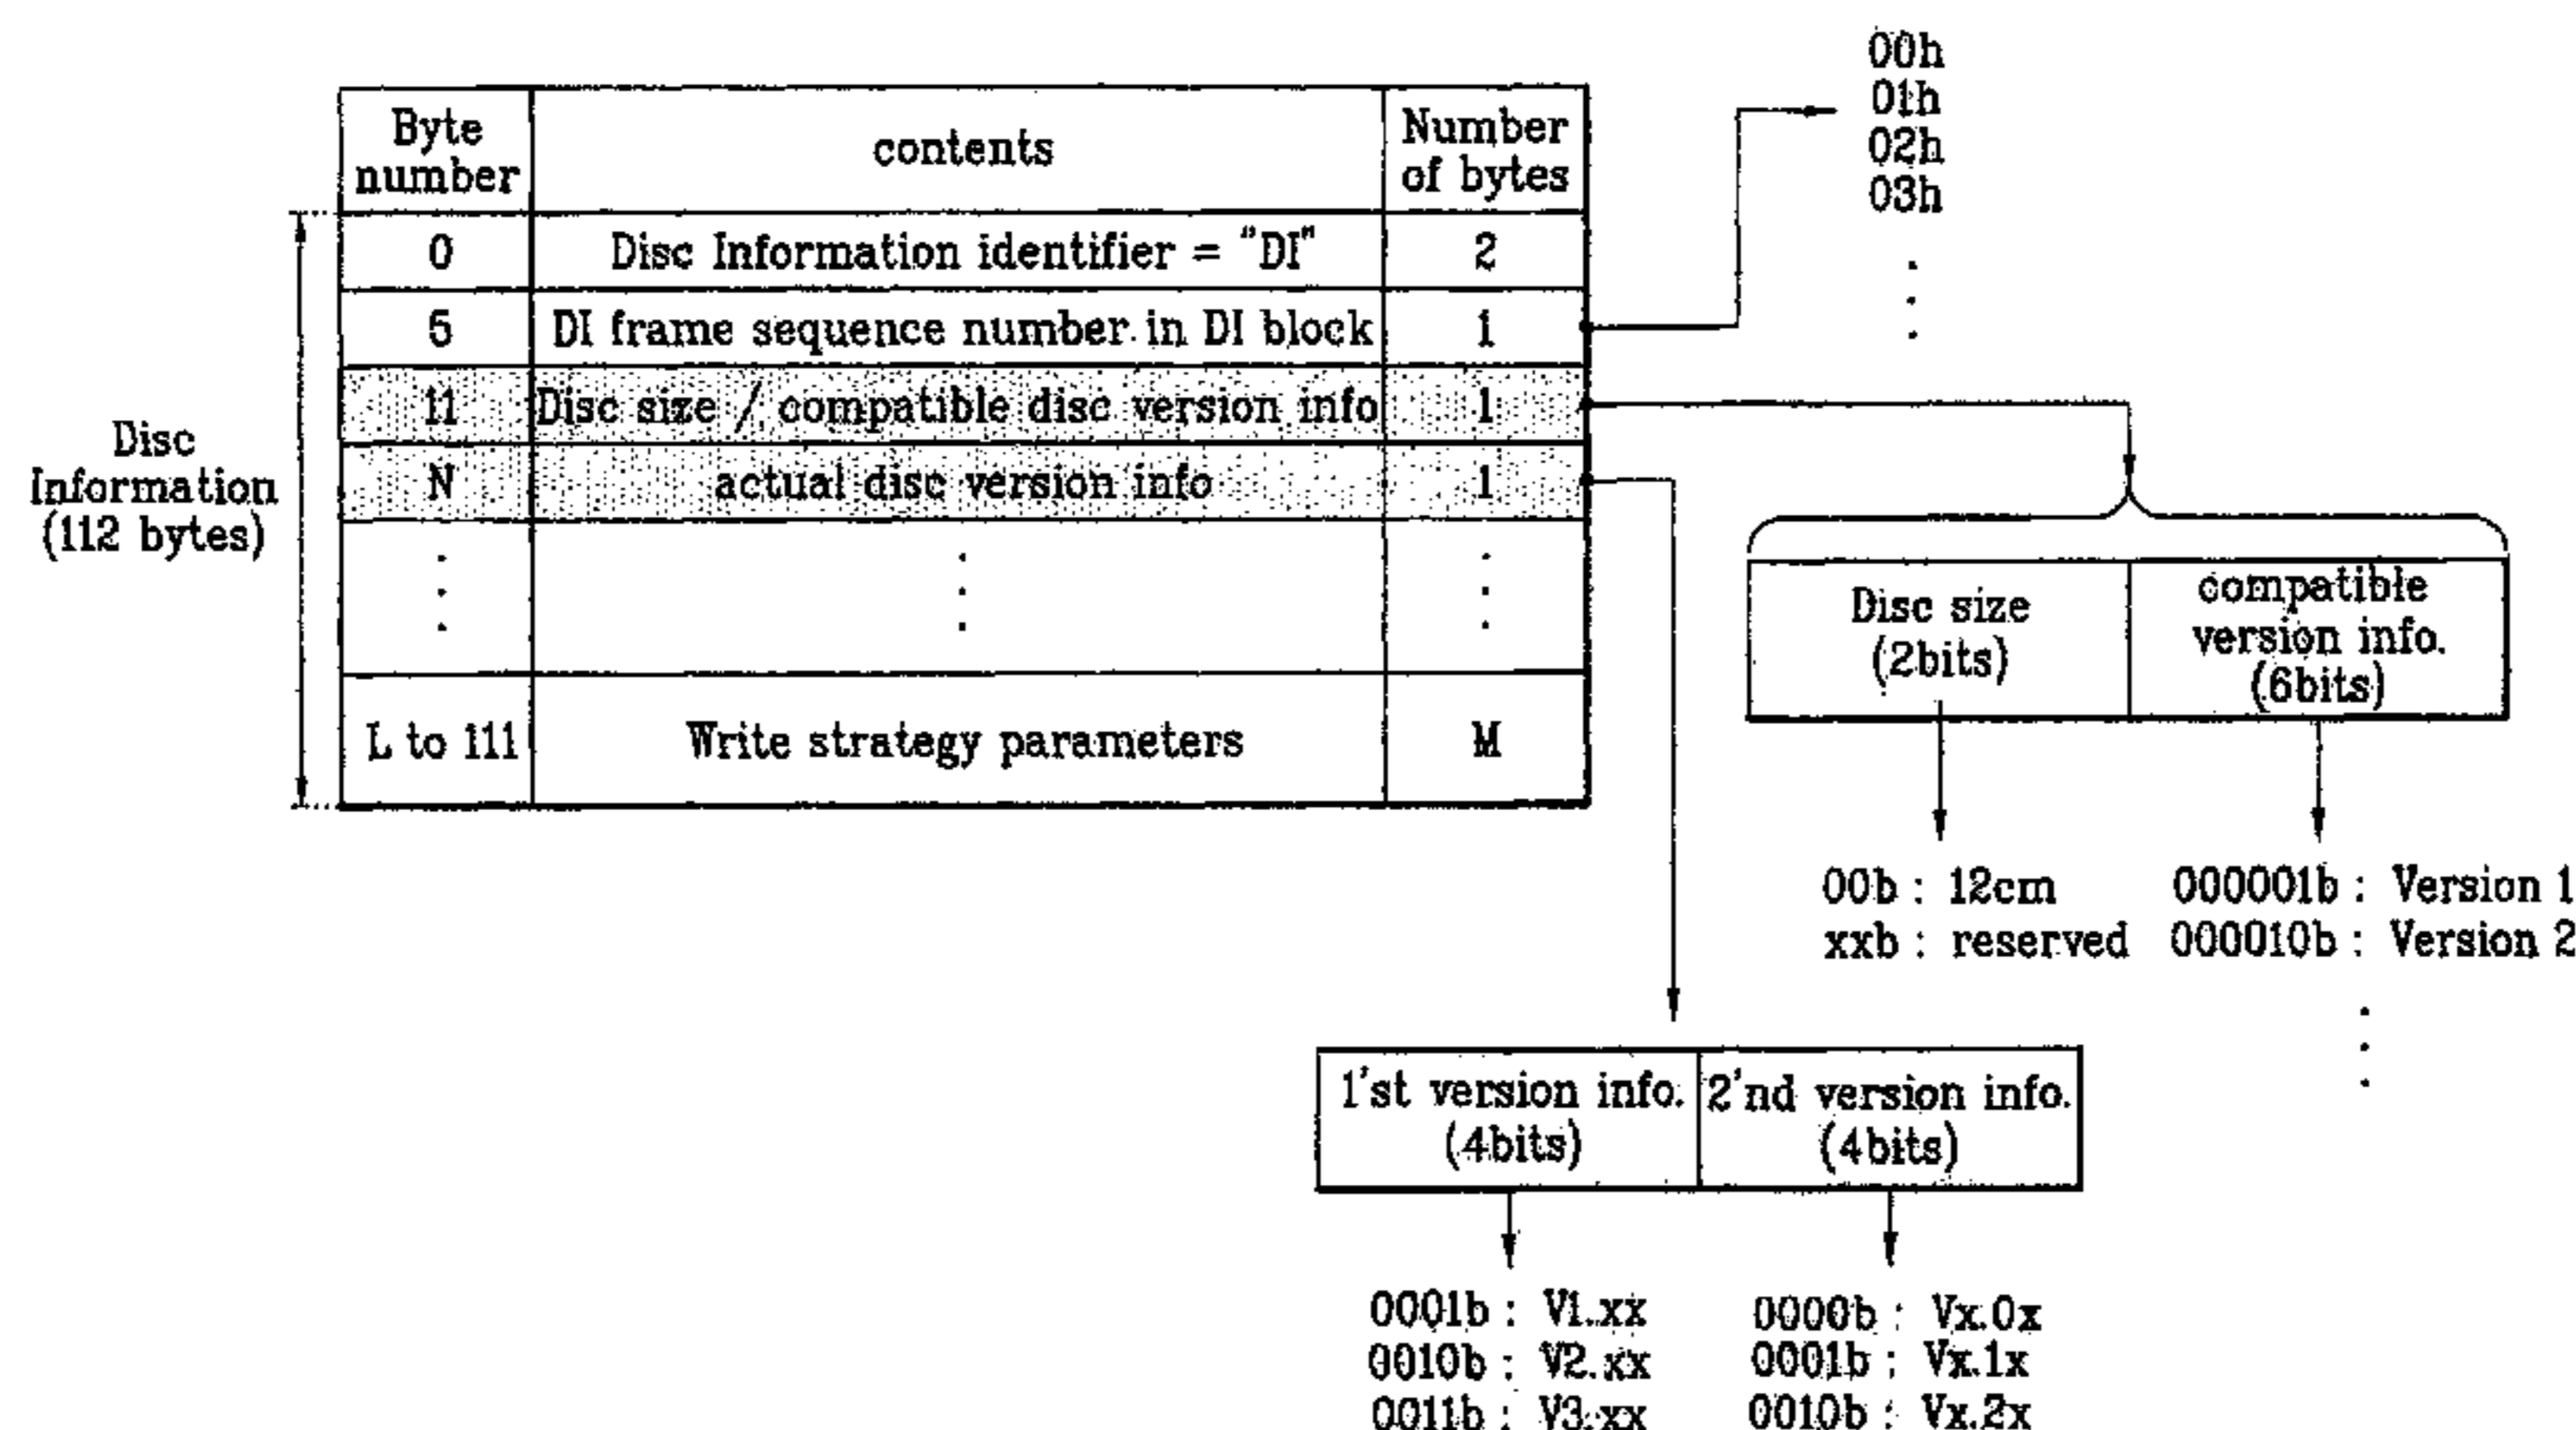 Byte number
contents
Number of bytes
0
Disc Information identifier = "DI"
2
5
DI frame sequence number in DI block
1
11
Disc size / compatible disc version info
1
N
actual disc version info
1
L to 111
Write strategy parameters
M
Disc
Information
(112 bytes)
00h
01h
02h
03h
Disc size
(2bits)
compatible
version info.
(6bits)
00b : 12cm
xxb : reserved
000001b : Version 1
000010b : Version 2
1'st version info.
(4bits)
2'nd version info.
(4bits)
0001b : V1.xx
0010b : V2.xx
0011b : V3.xx
0000b : Vx.0x
0001b : Vx.1x
0010b : Vx.2x